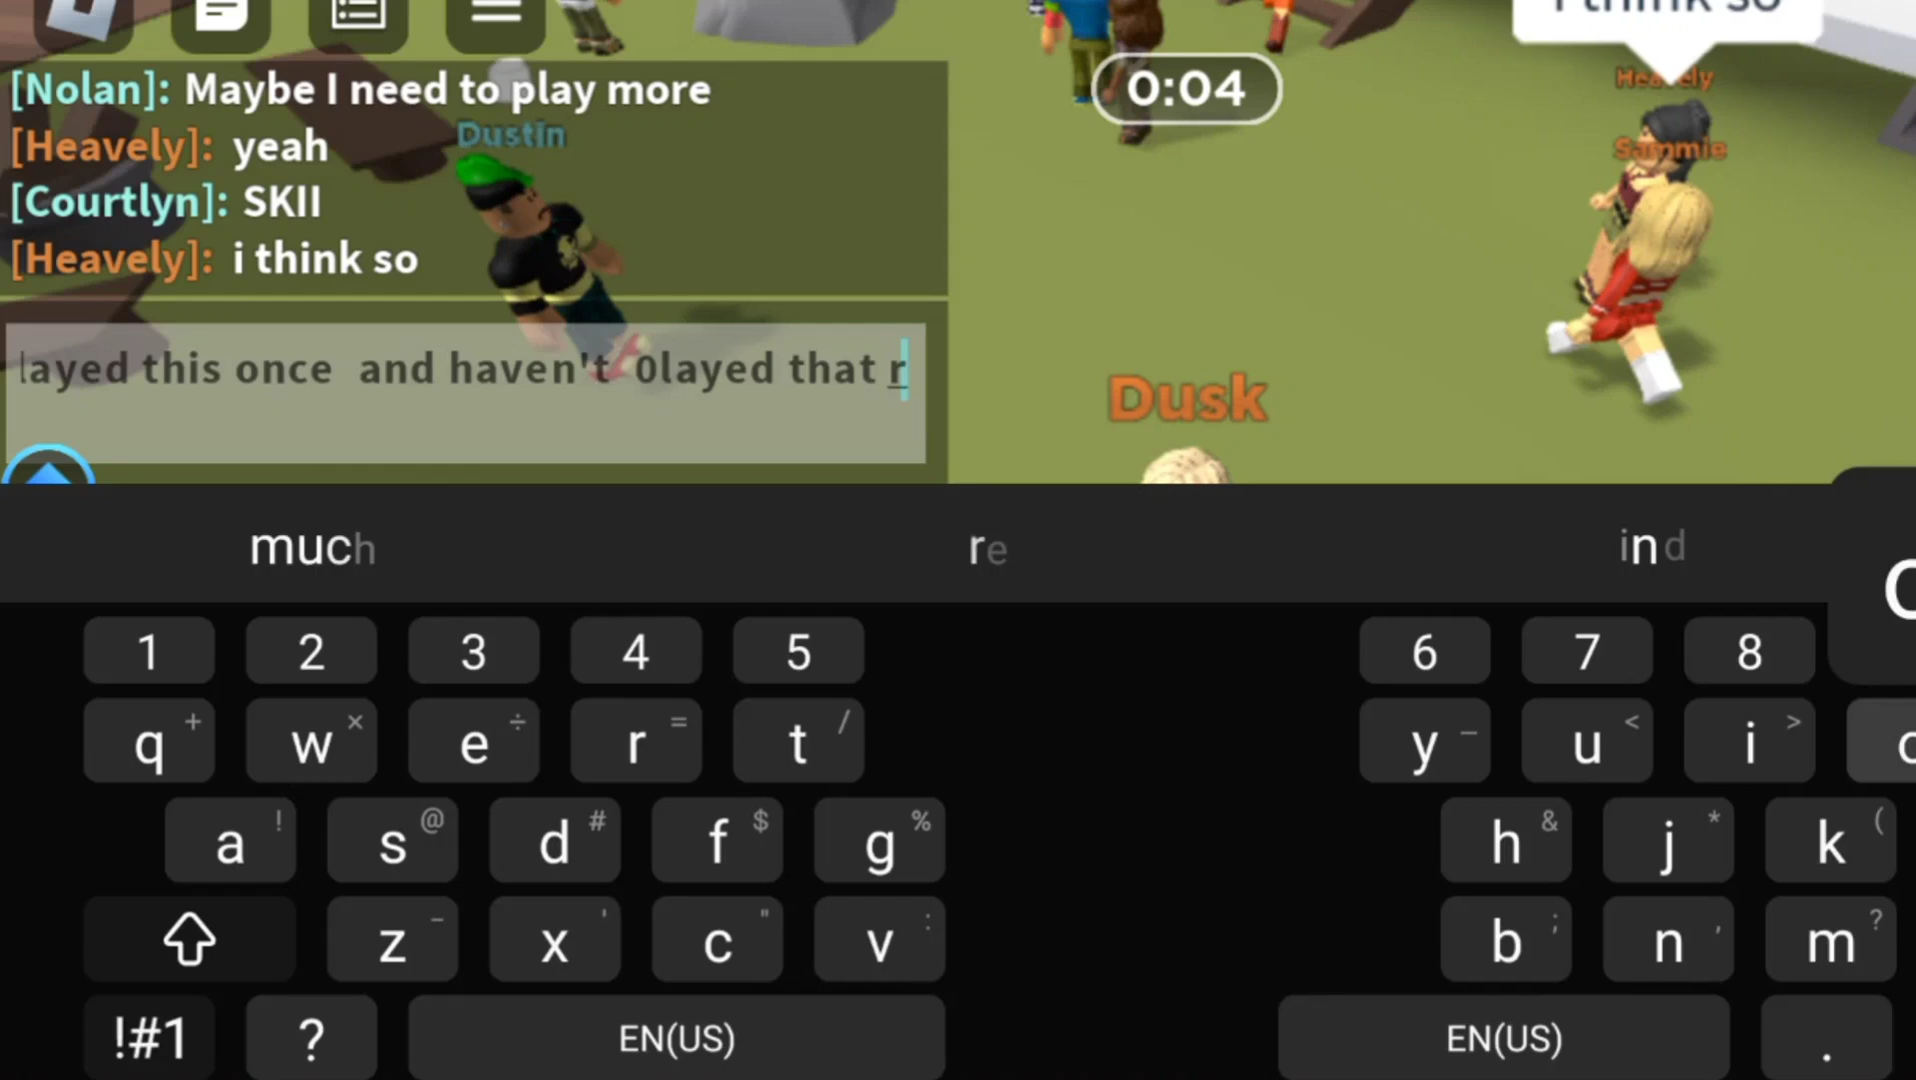 [Nolan]: Maybe I need to play more
[Heavely]: yeah
[Courtlyn]: SKII
[Heavely]: i think so
layed this once and haven't 0layed that r
Dustin
0:04
i think so
Heavely
Sammie
Dusk
much
re
ind
1 2 3 4 5 6 7 8
q + w × e ÷ r = t / y − u < i > o
a ! s @ d # f $ g % h & j * k (
z - x ' c " v : b ; n , m ?
!#1 ? EN(US) EN(US) .